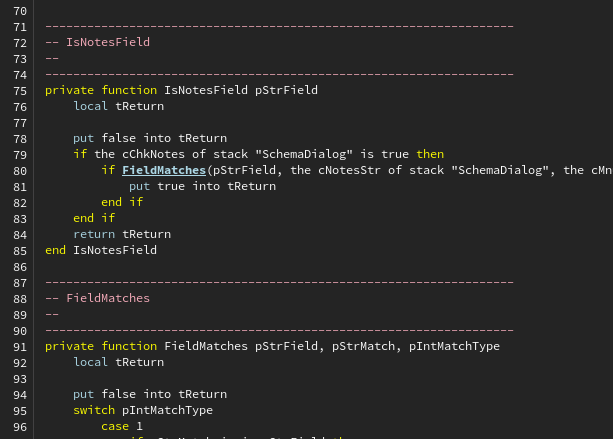 70
71 -------------------------------------------------------------------
72 -- IsNotesField
73 --
74 -------------------------------------------------------------------
75 private function IsNotesField pStrField
76     local tReturn
77
78     put false into tReturn
79     if the cChkNotes of stack "SchemaDialog" is true then
80         if FieldMatches(pStrField, the cNotesStr of stack "SchemaDialog", the cMn
81             put true into tReturn
82         end if
83     end if
84     return tReturn
85 end IsNotesField
86
87 -------------------------------------------------------------------
88 -- FieldMatches
89 --
90 -------------------------------------------------------------------
91 private function FieldMatches pStrField, pStrMatch, pIntMatchType
92     local tReturn
93
94     put false into tReturn
95     switch pIntMatchType
96         case 1